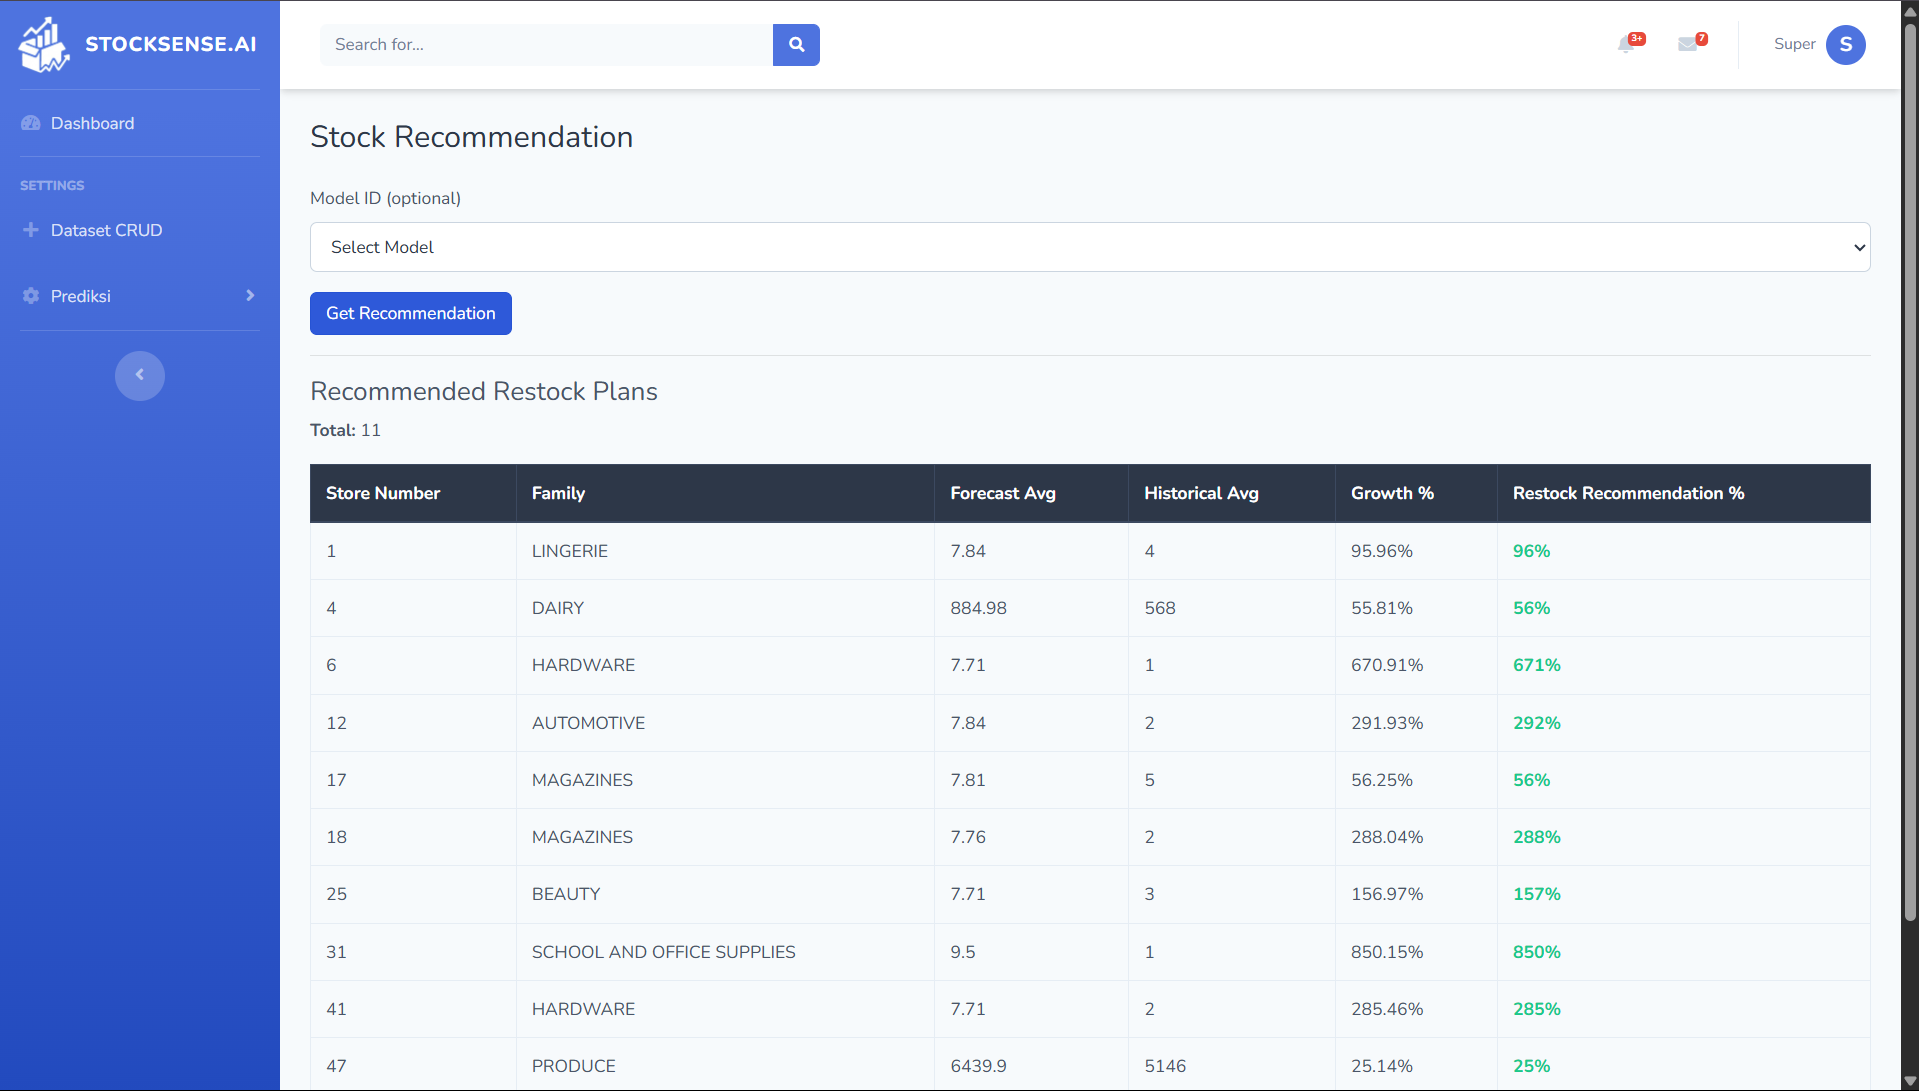 STOCKSENSE.AI
Search for...
3+
7
Super
S
Dashboard
SETTINGS
Dataset CRUD
Prediksi
Stock Recommendation
Model ID (optional)
Select Model
Get Recommendation
Recommended Restock Plans
Total: 11
Store Number Family Forecast Avg Historical Avg Growth % Restock Recommendation %
1 LINGERIE 7.84 4 95.96% 96%
4 DAIRY 884.98 568 55.81% 56%
6 HARDWARE 7.71 1 670.91% 671%
12 AUTOMOTIVE 7.84 2 291.93% 292%
17 MAGAZINES 7.81 5 56.25% 56%
18 MAGAZINES 7.76 2 288.04% 288%
25 BEAUTY 7.71 3 156.97% 157%
31 SCHOOL AND OFFICE SUPPLIES 9.5 1 850.15% 850%
41 HARDWARE 7.71 2 285.46% 285%
47 PRODUCE 6439.9 5146 25.14% 25%